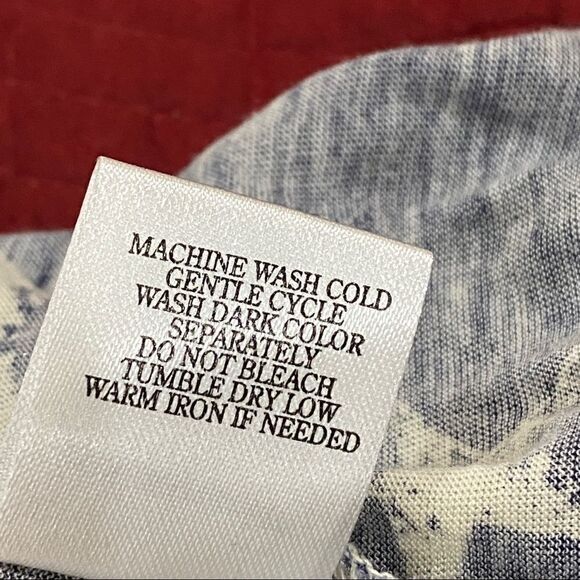 MACHINE WASH COLD
GENTLE CYCLE
WASH DARK COLOR
SEPARATELY
DO NOT BLEACH
TUMBLE DRY LOW
WARM IRON IF NEEDED